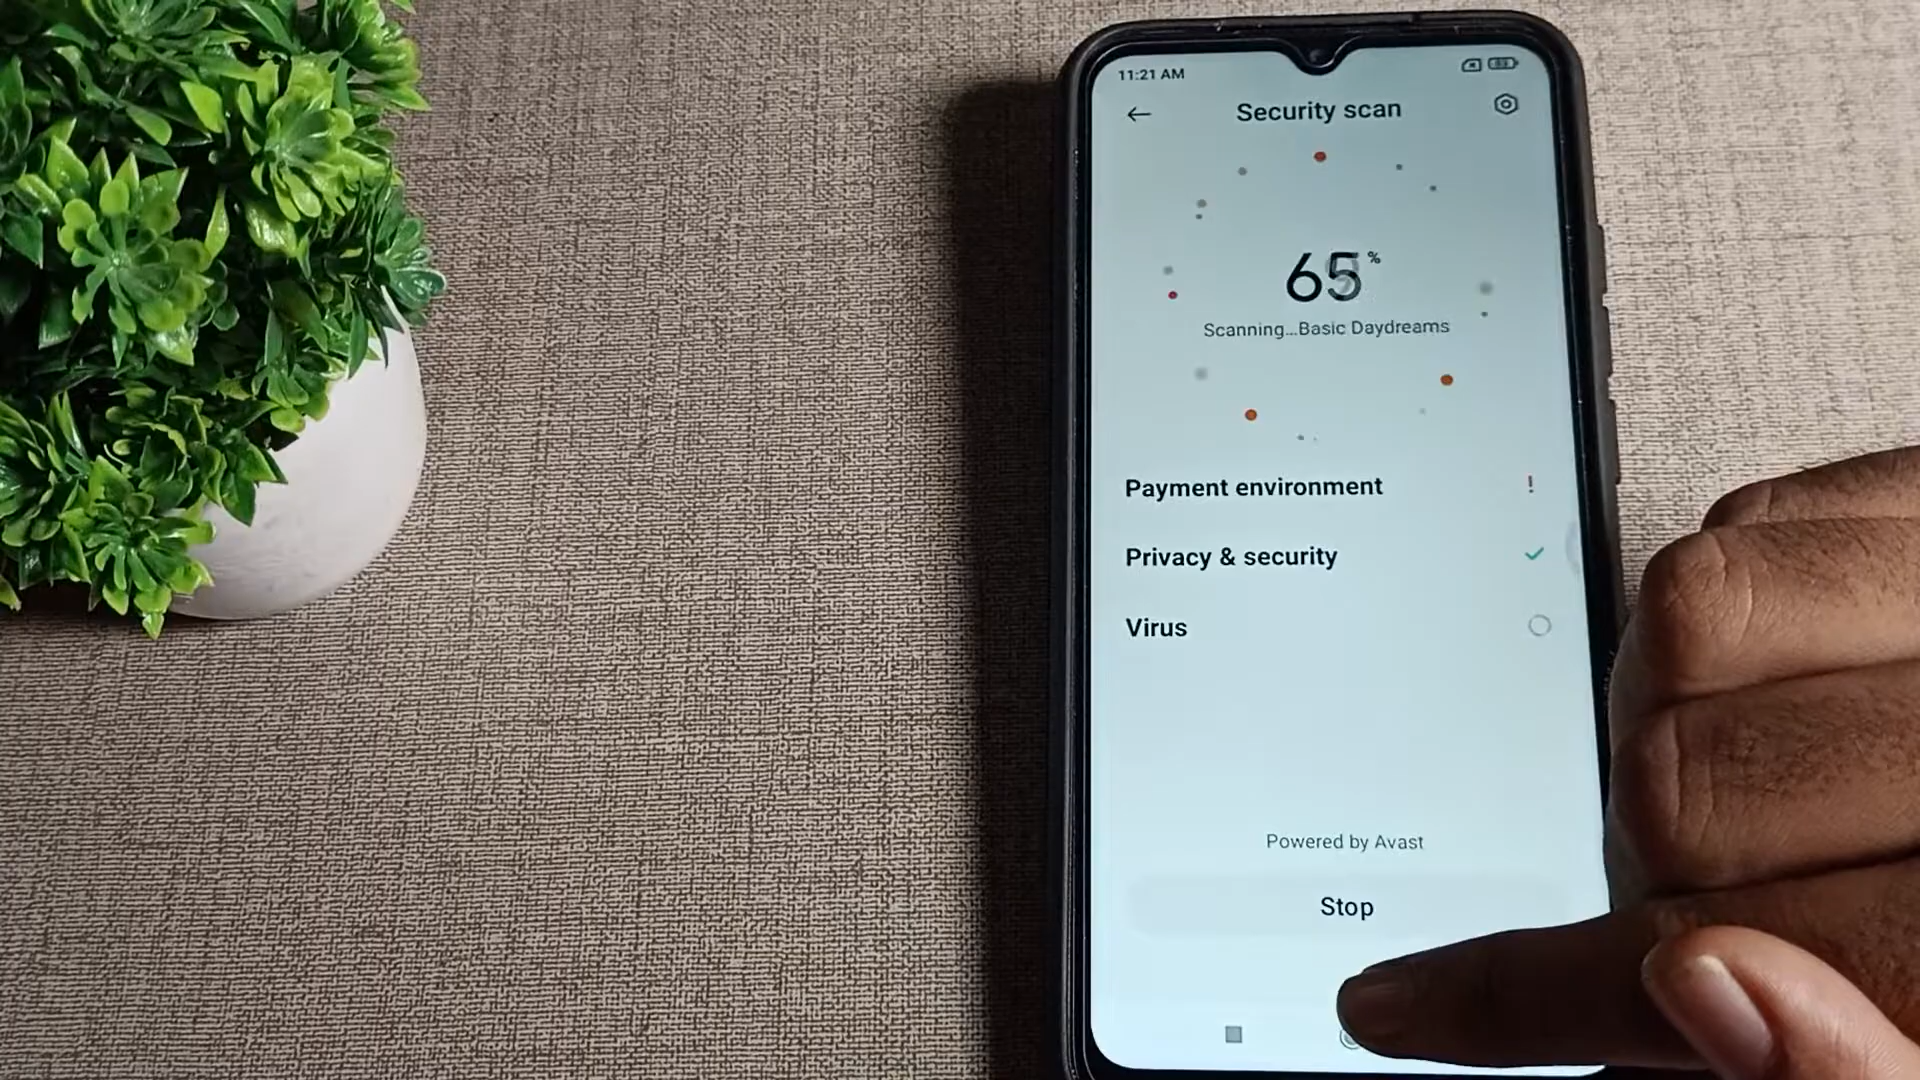 11:21 AM
Security scan
65%
Scanning...Basic Daydreams
Payment environment !
Privacy & security
Virus
Powered by Avast
Stop